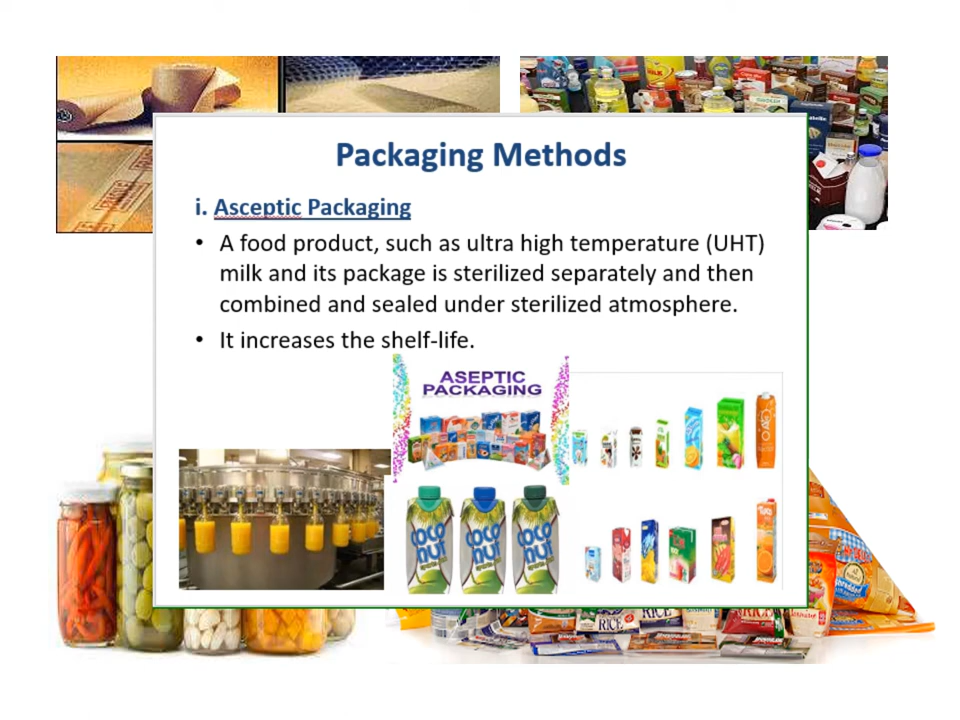 Packaging Methods
i. Asceptic Packaging
• A food product, such as ultra high temperature (UHT)
milk and its package is sterilized separately and then
combined and sealed under sterilized atmosphere.
• It increases the shelf-life.
ASEPTIC
PACKAGING
coco
nut
coco
nut
coco
nut
MILK
RICE
RICE
Shredded